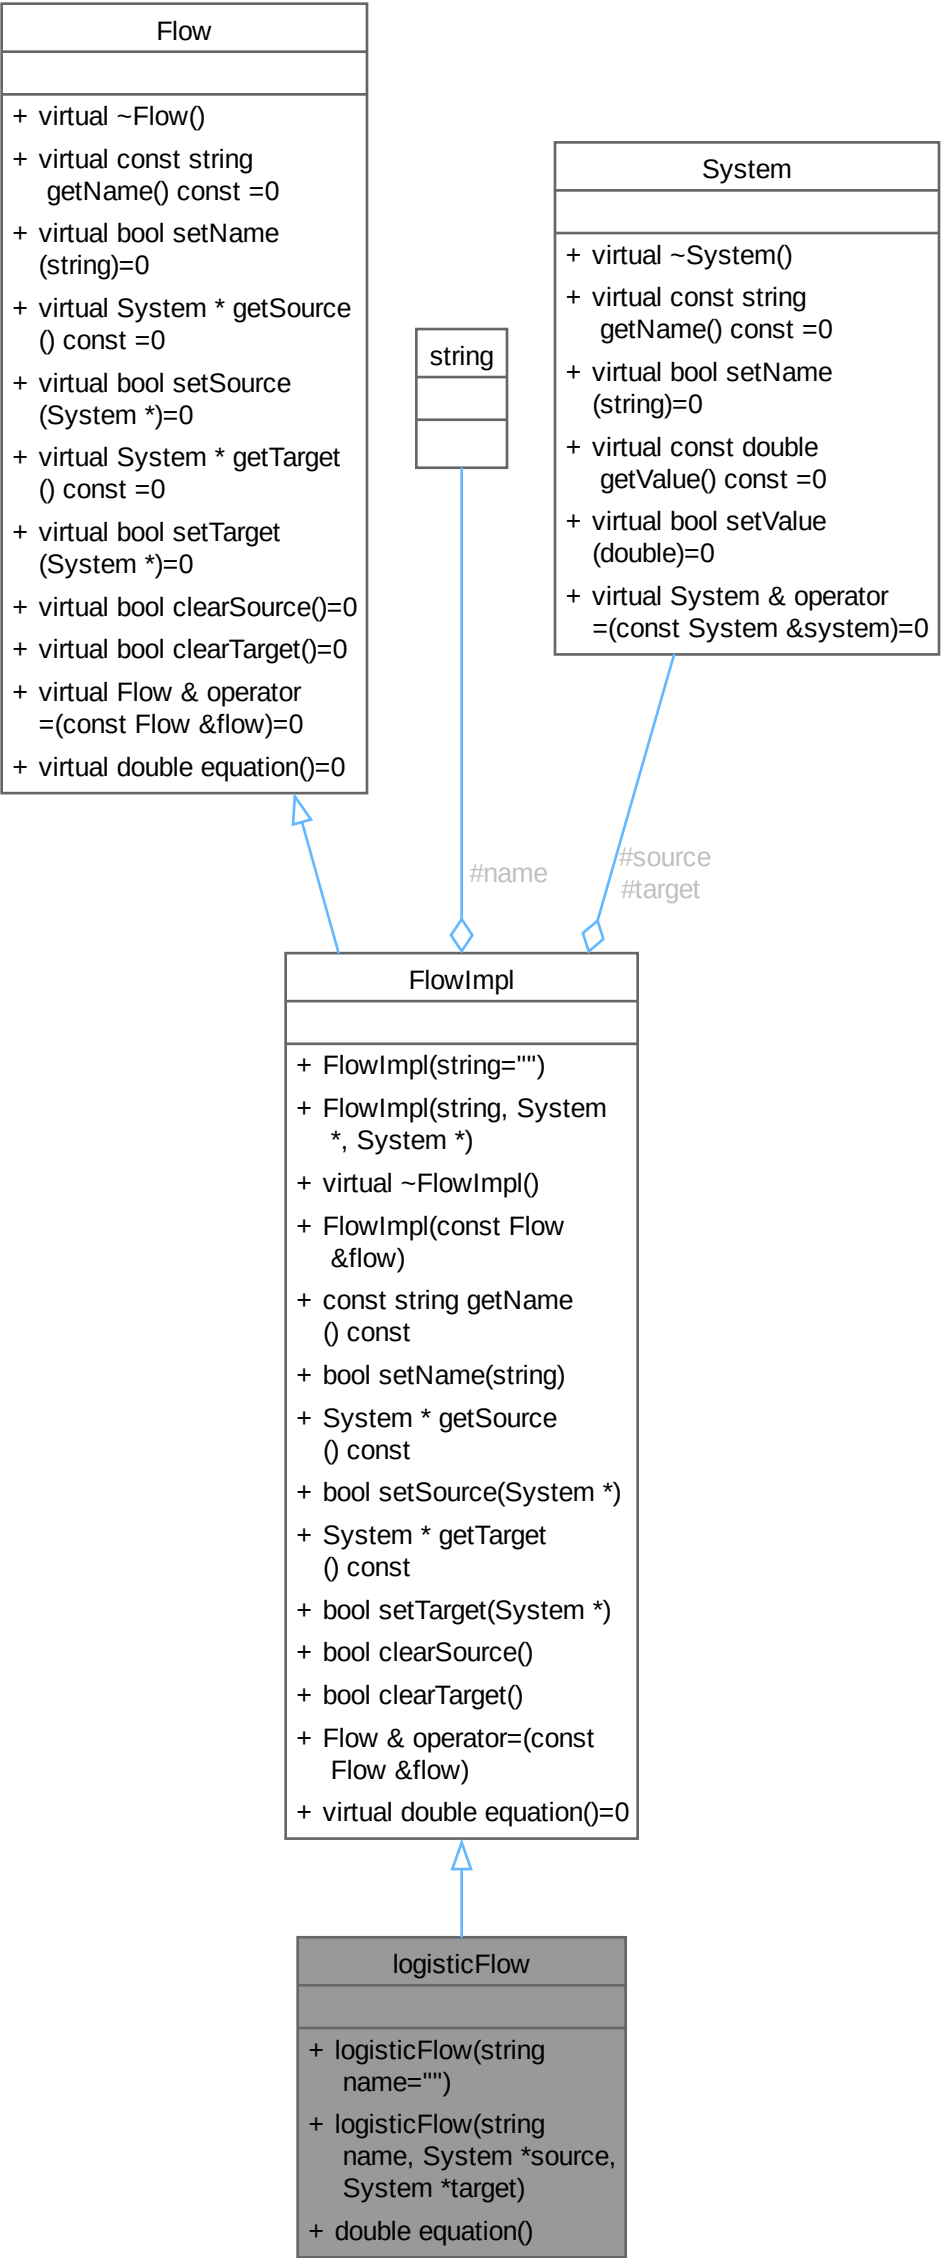 Flow
+ virtual ~Flow()
+ virtual const string
getName() const =0
+ virtual bool setName
(string)=0
+ virtual System * getSource
() const =0
+ virtual bool setSource
(System *)=0
+ virtual System * getTarget
() const =0
+ virtual bool setTarget
(System *)=0
+ virtual bool clearSource()=0
+ virtual bool clearTarget()=0
+ virtual Flow & operator
=(const Flow &flow)=0
+ virtual double equation()=0
string
System
+ virtual ~System()
+ virtual const string
getName() const =0
+ virtual bool setName
(string)=0
+ virtual const double
getValue() const =0
+ virtual bool setValue
(double)=0
+ virtual System & operator
=(const System &system)=0
#name
#source
#target
FlowImpl
+ FlowImpl(string="")
+ FlowImpl(string, System
*, System *)
+ virtual ~FlowImpl()
+ FlowImpl(const Flow
&flow)
+ const string getName
() const
+ bool setName(string)
+ System * getSource
() const
+ bool setSource(System *)
+ System * getTarget
() const
+ bool setTarget(System *)
+ bool clearSource()
+ bool clearTarget()
+ Flow & operator=(const
Flow &flow)
+ virtual double equation()=0
logisticFlow
+ logisticFlow(string
name="")
+ logisticFlow(string
name, System *source,
System *target)
+ double equation()